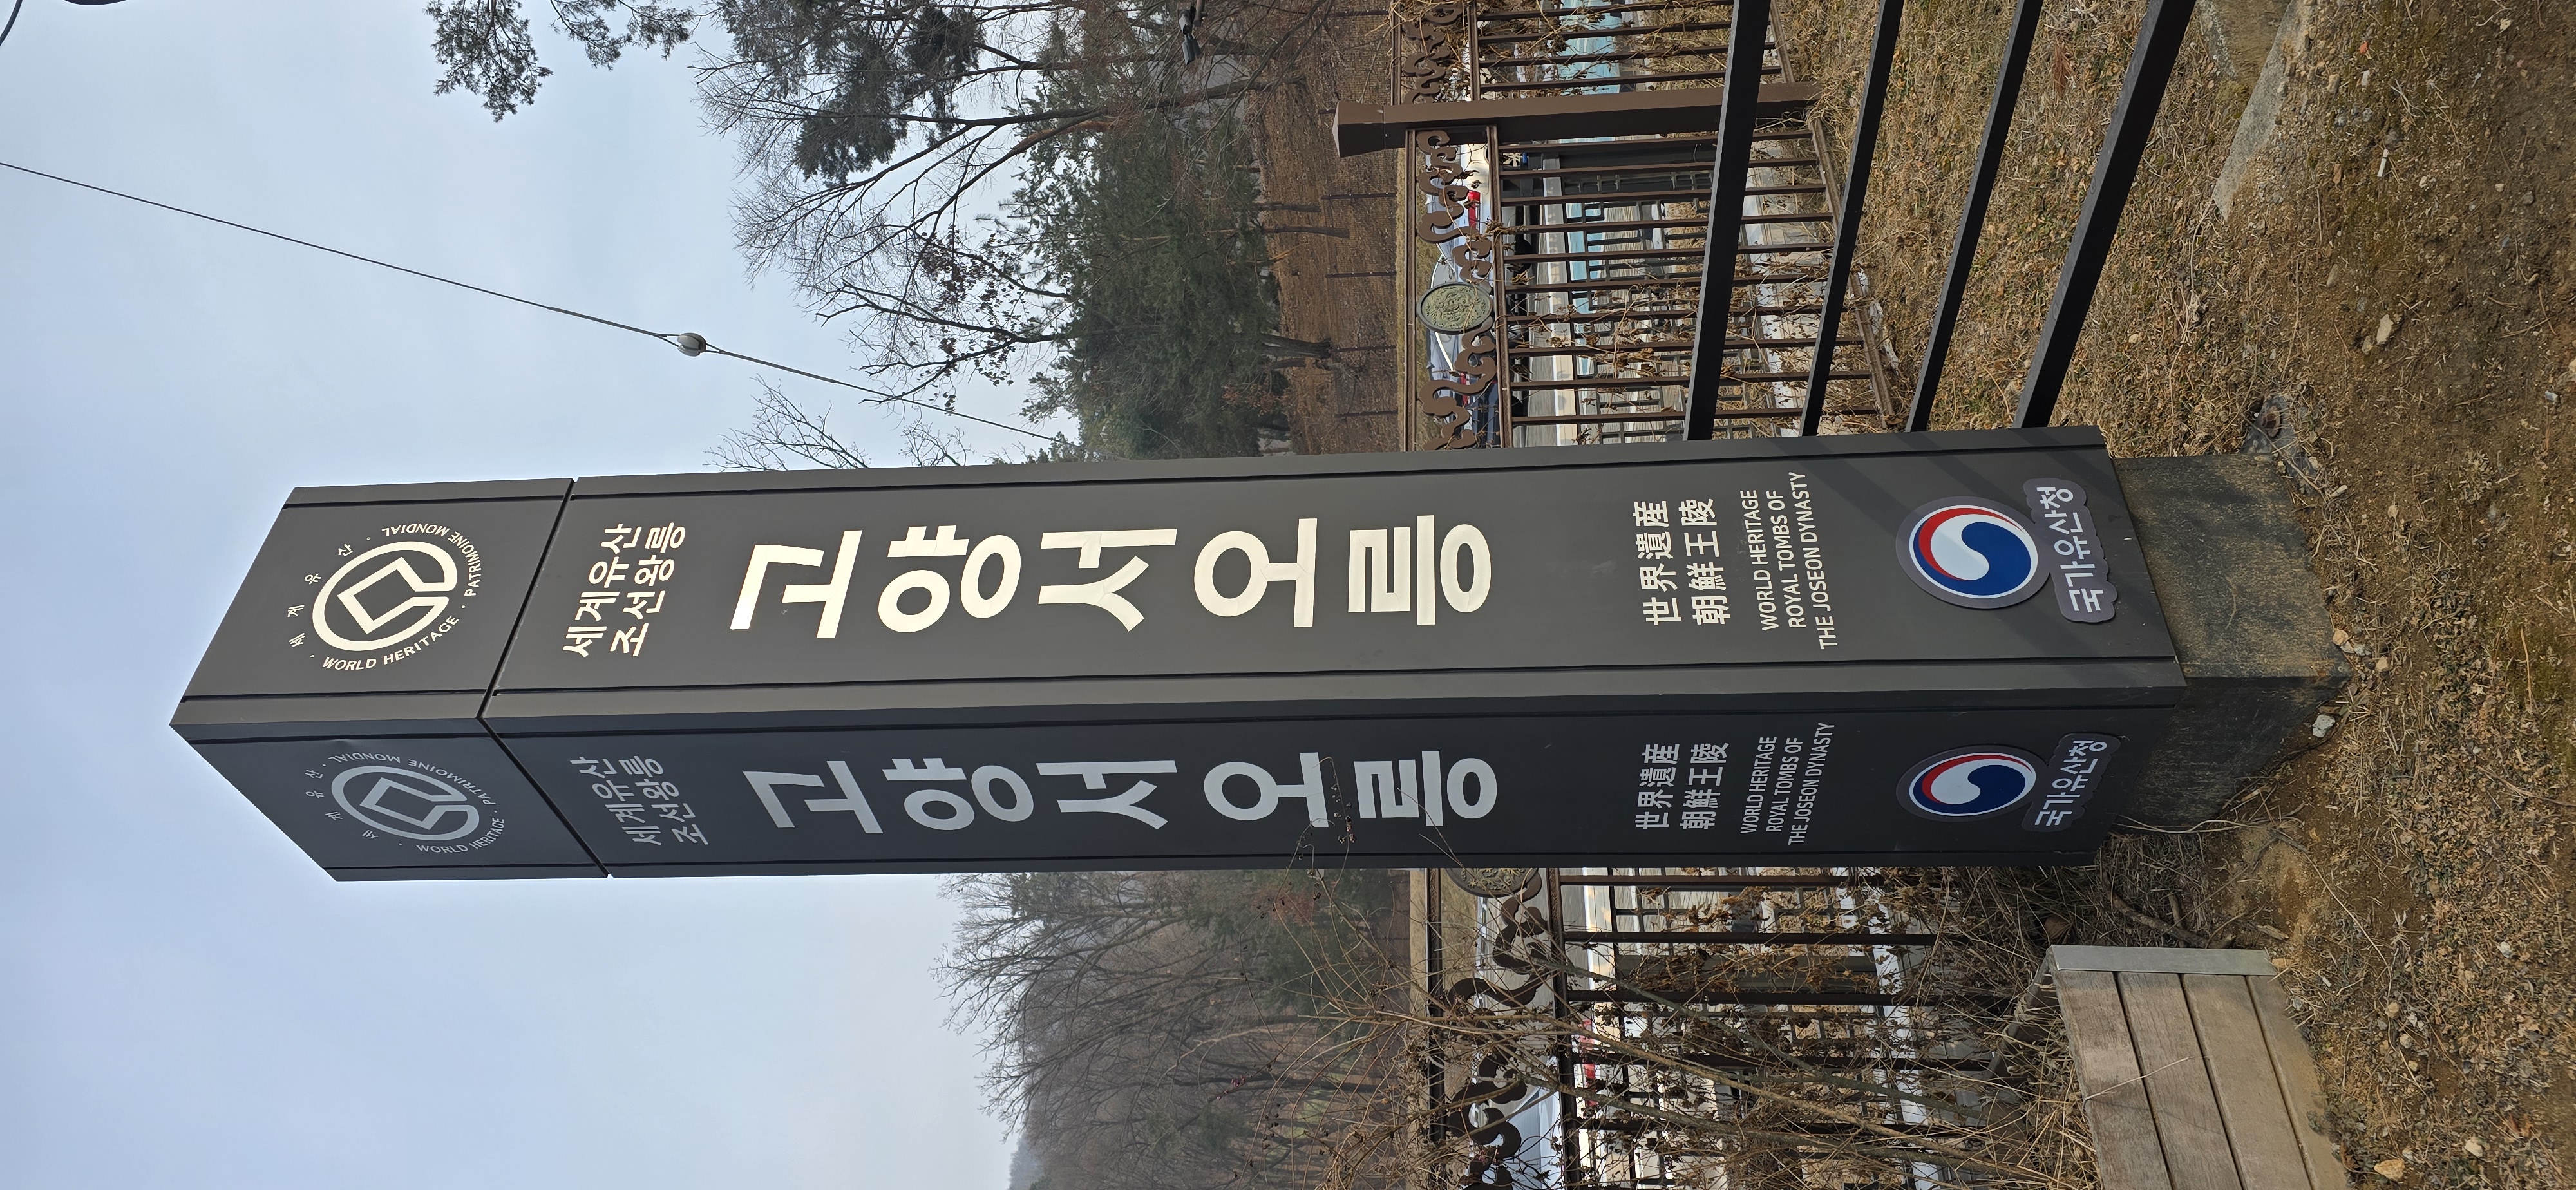 세계유산 · WORLD HERITAGE · PATRIMOINE MONDIAL ·
세계유산
조선왕릉
고양서오릉
世界遺産
朝鮮王陵
WORLD HERITAGE
ROYAL TOMBS OF
THE JOSEON DYNASTY
국가유산청
세계유산 · WORLD HERITAGE · PATRIMOINE MONDIAL ·
세계유산
조선왕릉
고양서오릉
世界遺産
朝鮮王陵
WORLD HERITAGE
ROYAL TOMBS OF
THE JOSEON DYNASTY
국가유산청